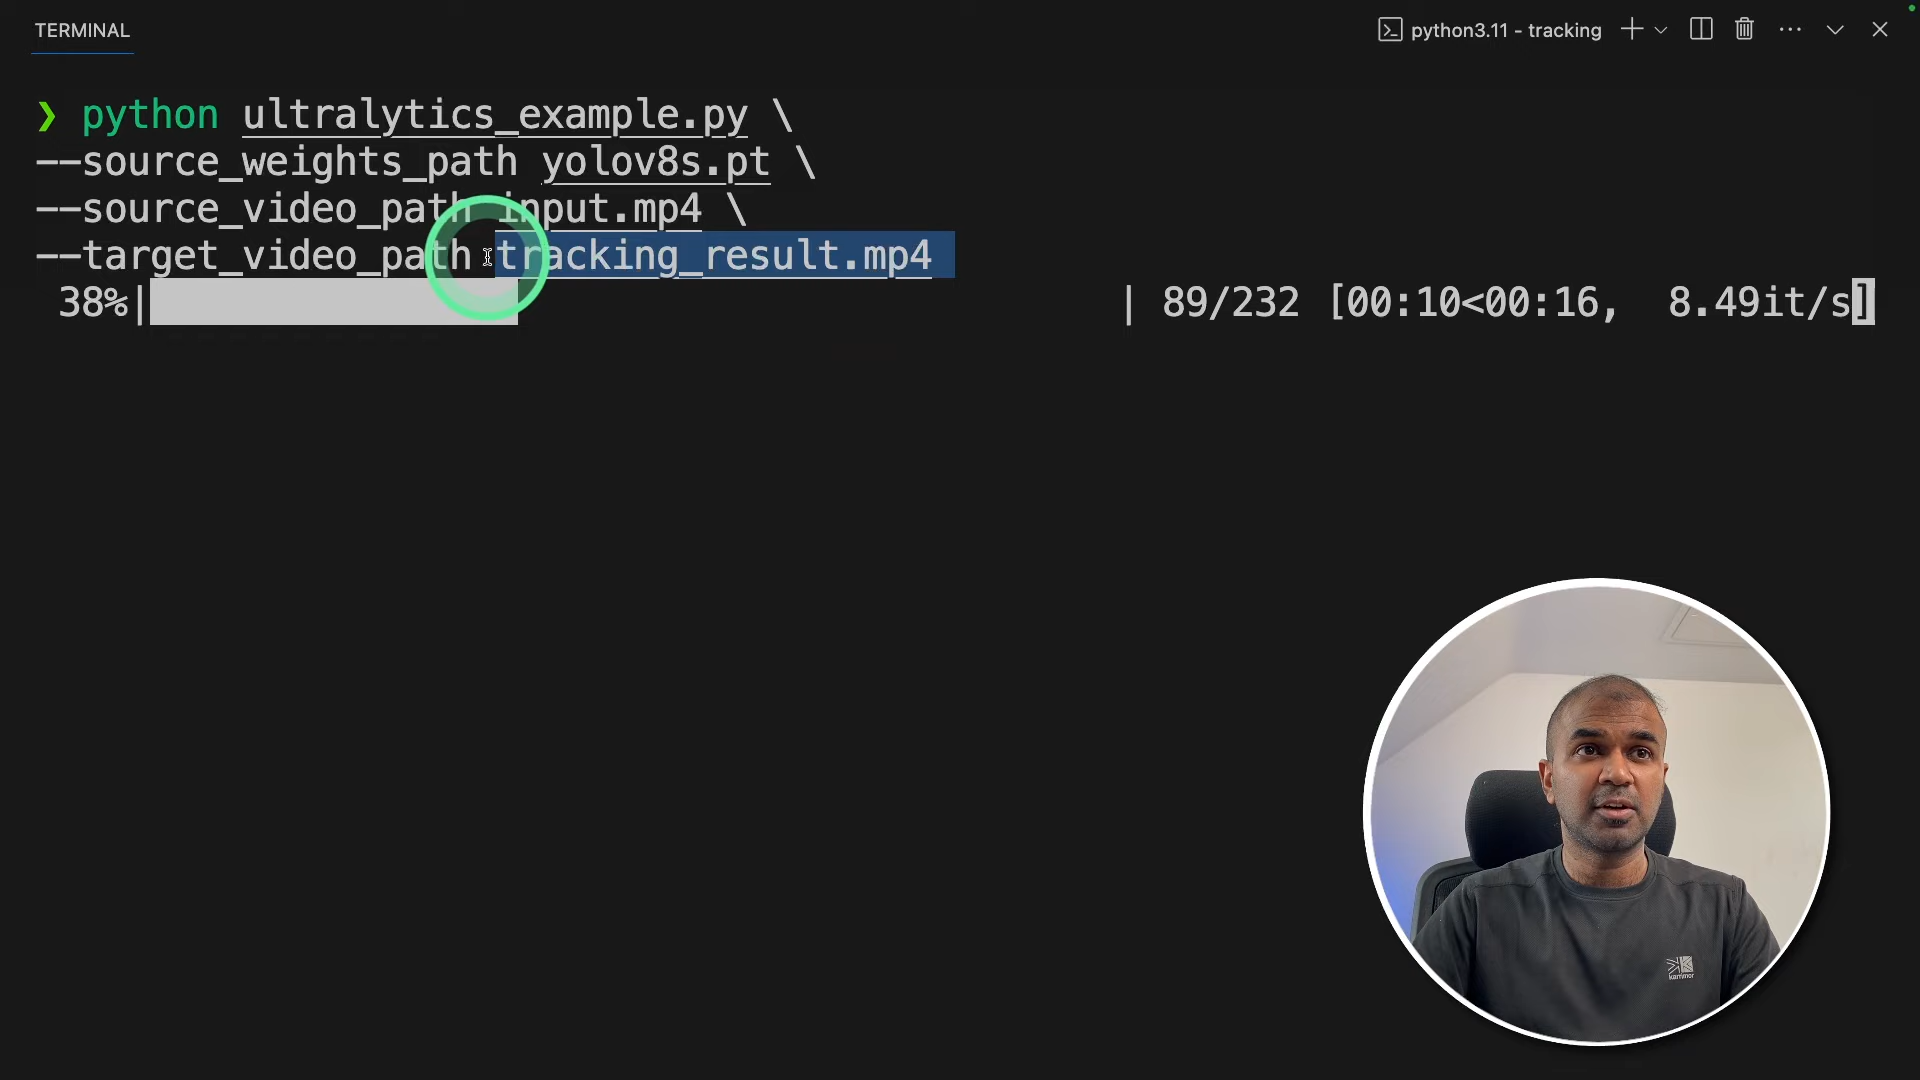 TERMINAL
python3.11 - tracking
❯ python ultralytics_example.py \
--source_weights_path yolov8s.pt \
--source_video_path input.mp4 \
--target_video_path tracking_result.mp4
38%| | 89/232 [00:10<00:16, 8.49it/s]
karrimor